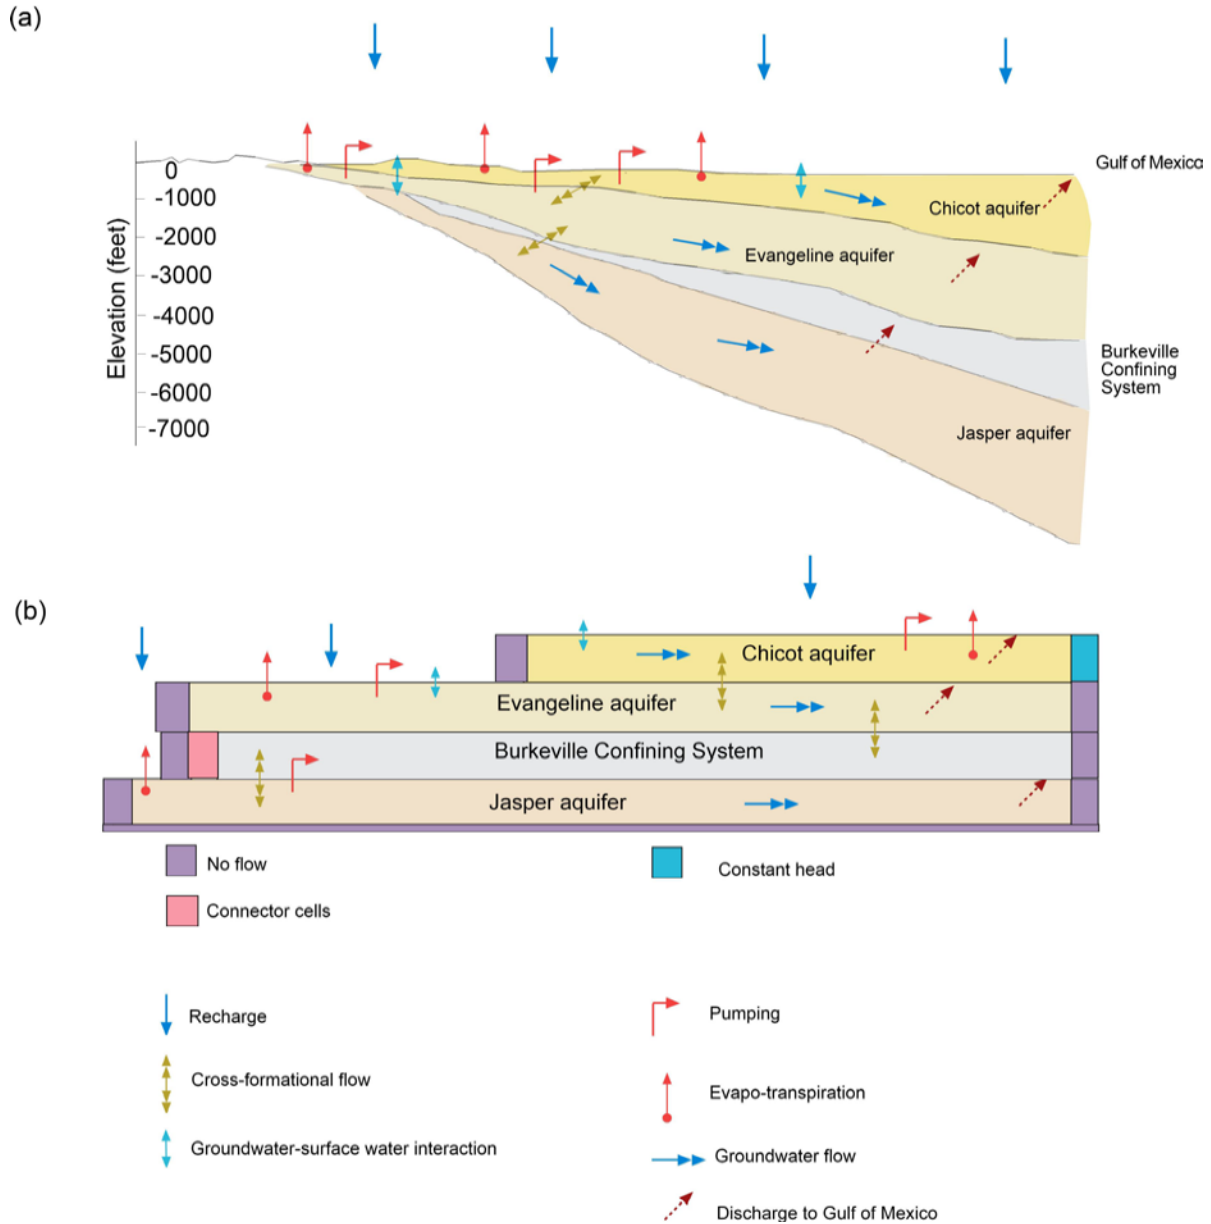 (a)
Gulf of Mexico
0
-1000
-2000
-3000
-4000
-5000
-6000
-7000
Elevation (feet)
Chicot aquifer
Evangeline aquifer
Burkeville
Confining
System
Jasper aquifer
(b)
Chicot aquifer
Evangeline aquifer
Burkeville Confining System
Jasper aquifer
No flow
Constant head
Connector cells
Recharge
Pumping
Cross-formational flow
Evapo-transpiration
Groundwater-surface water interaction
Groundwater flow
Discharge to Gulf of Mexico